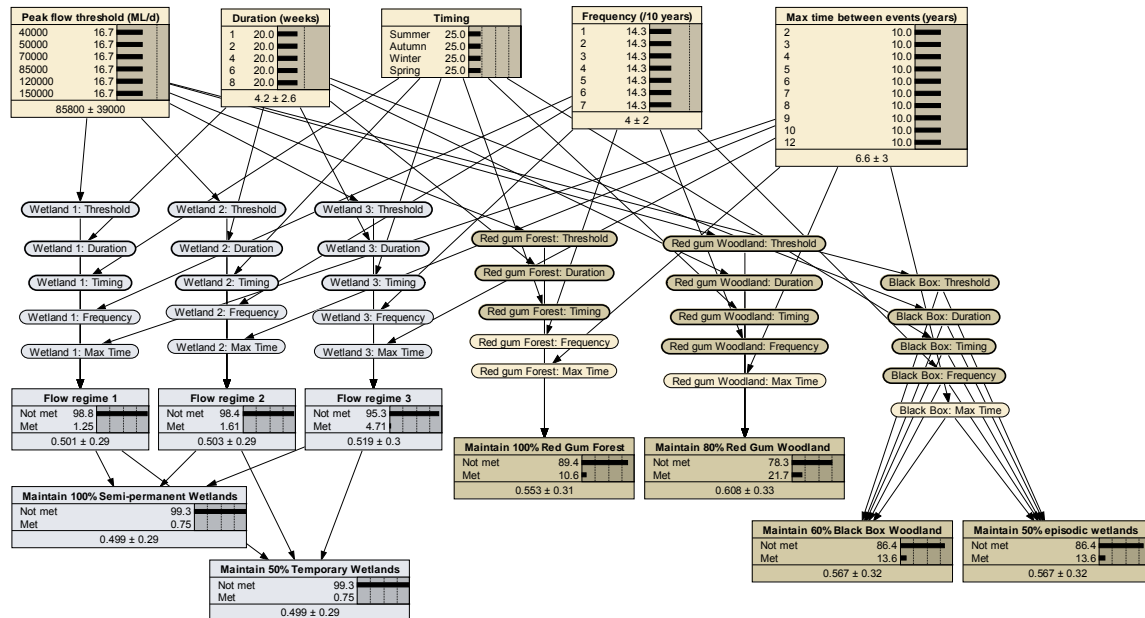 Peak flow threshold (ML/d)
40000 16.7
50000 16.7
70000 16.7
85000 16.7
120000 16.7
150000 16.7
85800 ± 39000
Duration (weeks)
1 20.0
2 20.0
4 20.0
6 20.0
8 20.0
4.2 ± 2.6
Timing
Summer 25.0
Autumn 25.0
Winter 25.0
Spring 25.0
Frequency (/10 years)
1 14.3
2 14.3
3 14.3
4 14.3
5 14.3
6 14.3
7 14.3
4 ± 2
Max time between events (years)
2 10.0
3 10.0
4 10.0
5 10.0
6 10.0
7 10.0
8 10.0
9 10.0
10 10.0
12 10.0
6.6 ± 3
Wetland 1: Threshold
Wetland 1: Duration
Wetland 1: Timing
Wetland 1: Frequency
Wetland 1: Max Time
Wetland 2: Threshold
Wetland 2: Duration
Wetland 2: Timing
Wetland 2: Frequency
Wetland 2: Max Time
Wetland 3: Threshold
Wetland 3: Duration
Wetland 3: Timing
Wetland 3: Frequency
Wetland 3: Max Time
Red gum Forest: Threshold
Red gum Forest: Duration
Red gum Forest: Timing
Red gum Forest: Frequency
Red gum Forest: Max Time
Red gum Woodland: Threshold
Red gum Woodland: Duration
Red gum Woodland: Timing
Red gum Woodland: Frequency
Red gum Woodland: Max Time
Black Box: Threshold
Black Box: Duration
Black Box: Timing
Black Box: Frequency
Black Box: Max Time
Flow regime 1
Not met 98.8
Met 1.25
0.501 ± 0.29
Flow regime 2
Not met 98.4
Met 1.61
0.503 ± 0.29
Flow regime 3
Not met 95.3
Met 4.71
0.519 ± 0.3
Maintain 100% Red Gum Forest
Not met 89.4
Met 10.6
0.553 ± 0.31
Maintain 80% Red Gum Woodland
Not met 78.3
Met 21.7
0.608 ± 0.33
Maintain 100% Semi-permanent Wetlands
Not met 99.3
Met 0.75
0.499 ± 0.29
Maintain 60% Black Box Woodland
Not met 86.4
Met 13.6
0.567 ± 0.32
Maintain 50% episodic wetlands
Not met 86.4
Met 13.6
0.567 ± 0.32
Maintain 50% Temporary Wetlands
Not met 99.3
Met 0.75
0.499 ± 0.29